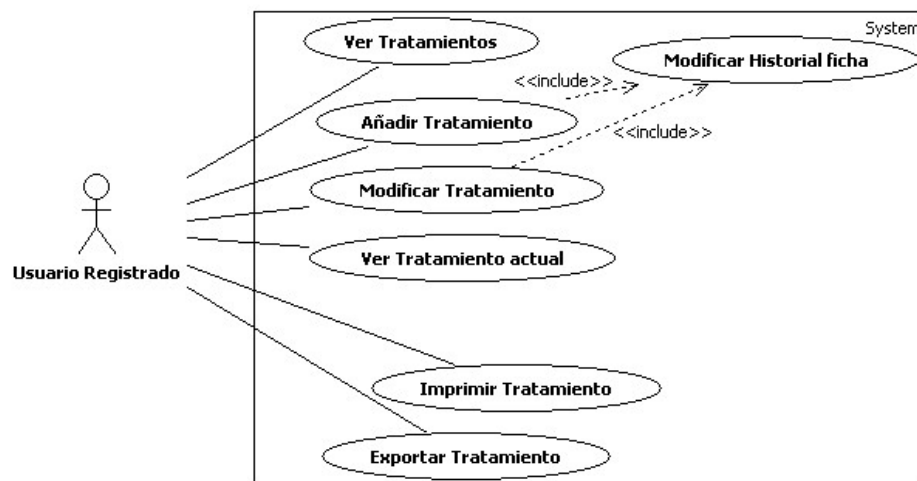 System
Ver Tratamientos
Modificar Historial ficha
<<include>>
Añadir Tratamiento
<<include>>
Modificar Tratamiento
Ver Tratamiento actual
Usuario Registrado
Imprimir Tratamiento
Exportar Tratamiento